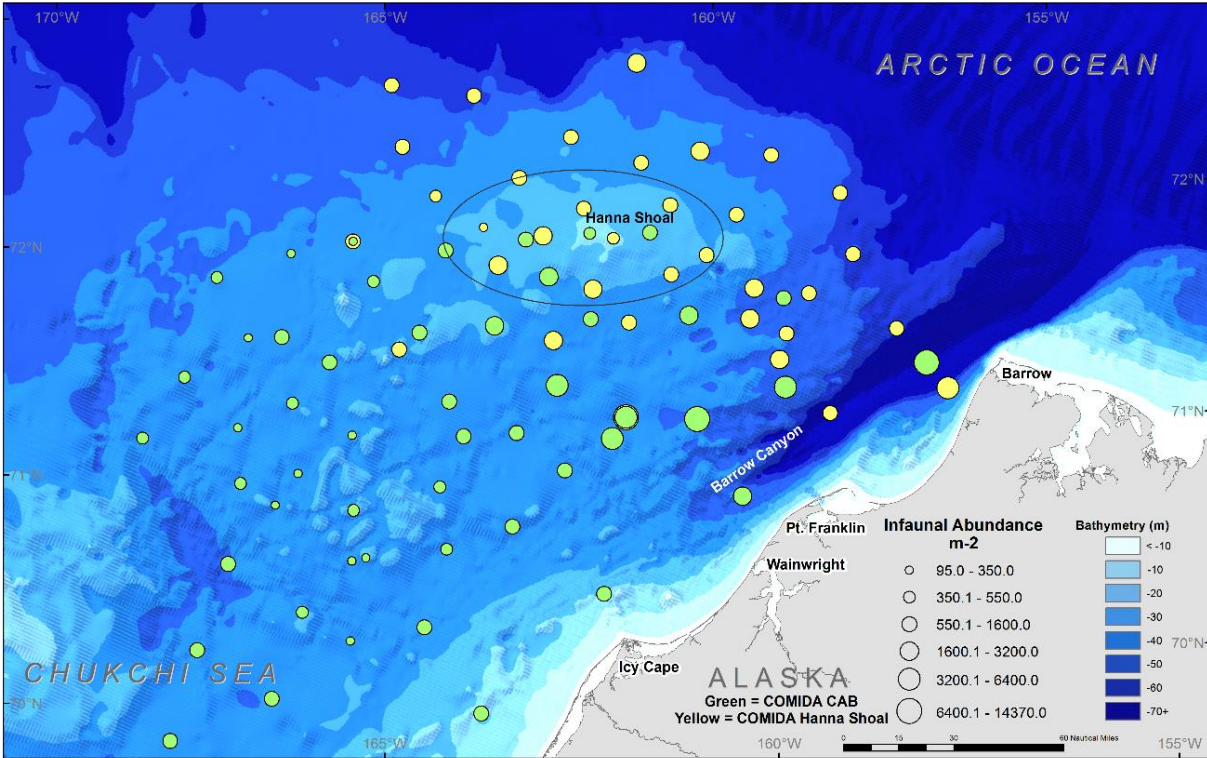 170°W
165°W
160°W
155°W
ARCTIC OCEAN
72°N
Hanna Shoal
72°N
Barrow
71°N
Barrow Canyon
71°N
Pt. Franklin
Wainwright
Icy Cape
70°N
CHUKCHI SEA
ALASKA
Green = COMIDA CAB
Yellow = COMIDA Hanna Shoal
Infaunal Abundance
m-2
95.0 - 350.0
350.1 - 550.0
550.1 - 1600.0
1600.1 - 3200.0
3200.1 - 6400.0
6400.1 - 14370.0
Bathymetry (m)
< -10
-10
-20
-30
-40
-50
-60
-70+
0 15 30 60 Nautical Miles
165°W
160°W
155°W